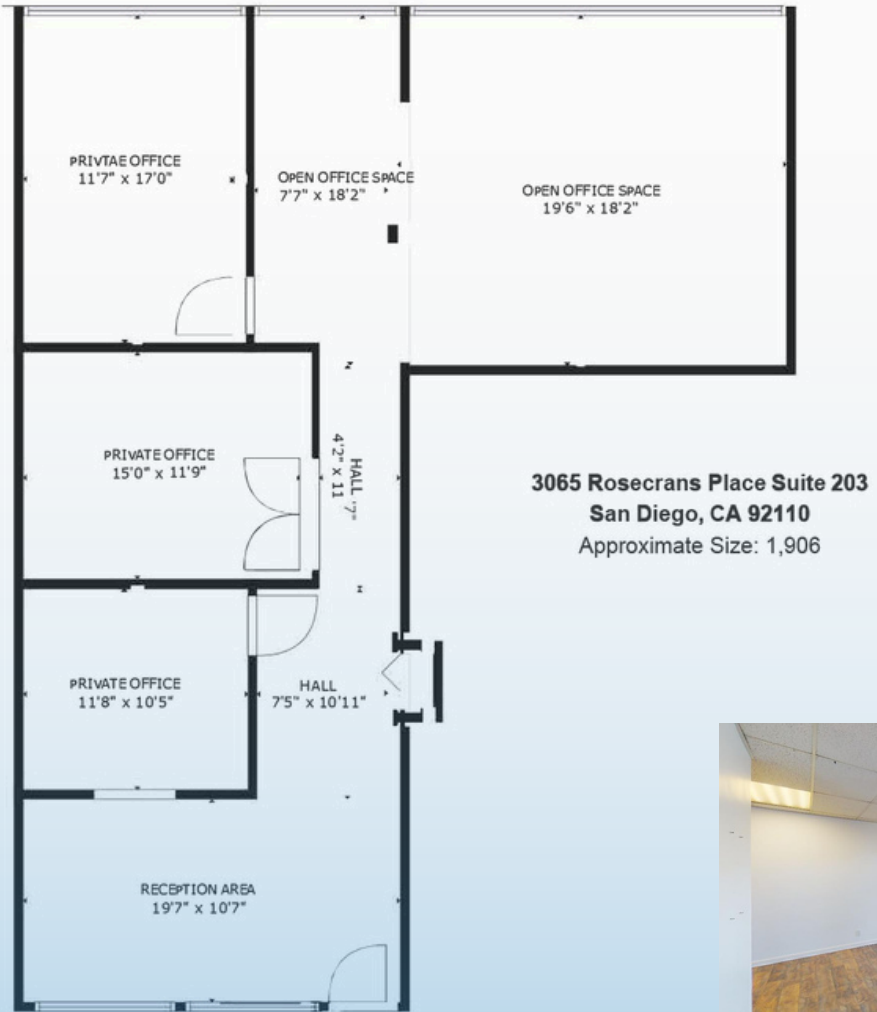 PRIVTAE OFFICE
11'7" x 17'0"
OPEN OFFICE SPACE
7'7" x 18'2"
OPEN OFFICE SPACE
19'6" x 18'2"
PRIVATE OFFICE
15'0" x 11'9"
HALL
4'2" x 11'7"
3065 Rosecrans Place Suite 203
San Diego, CA 92110
Approximate Size: 1,906
PRIVATE OFFICE
11'8" x 10'5"
HALL
7'5" x 10'11"
RECEPTION AREA
19'7" x 10'7"